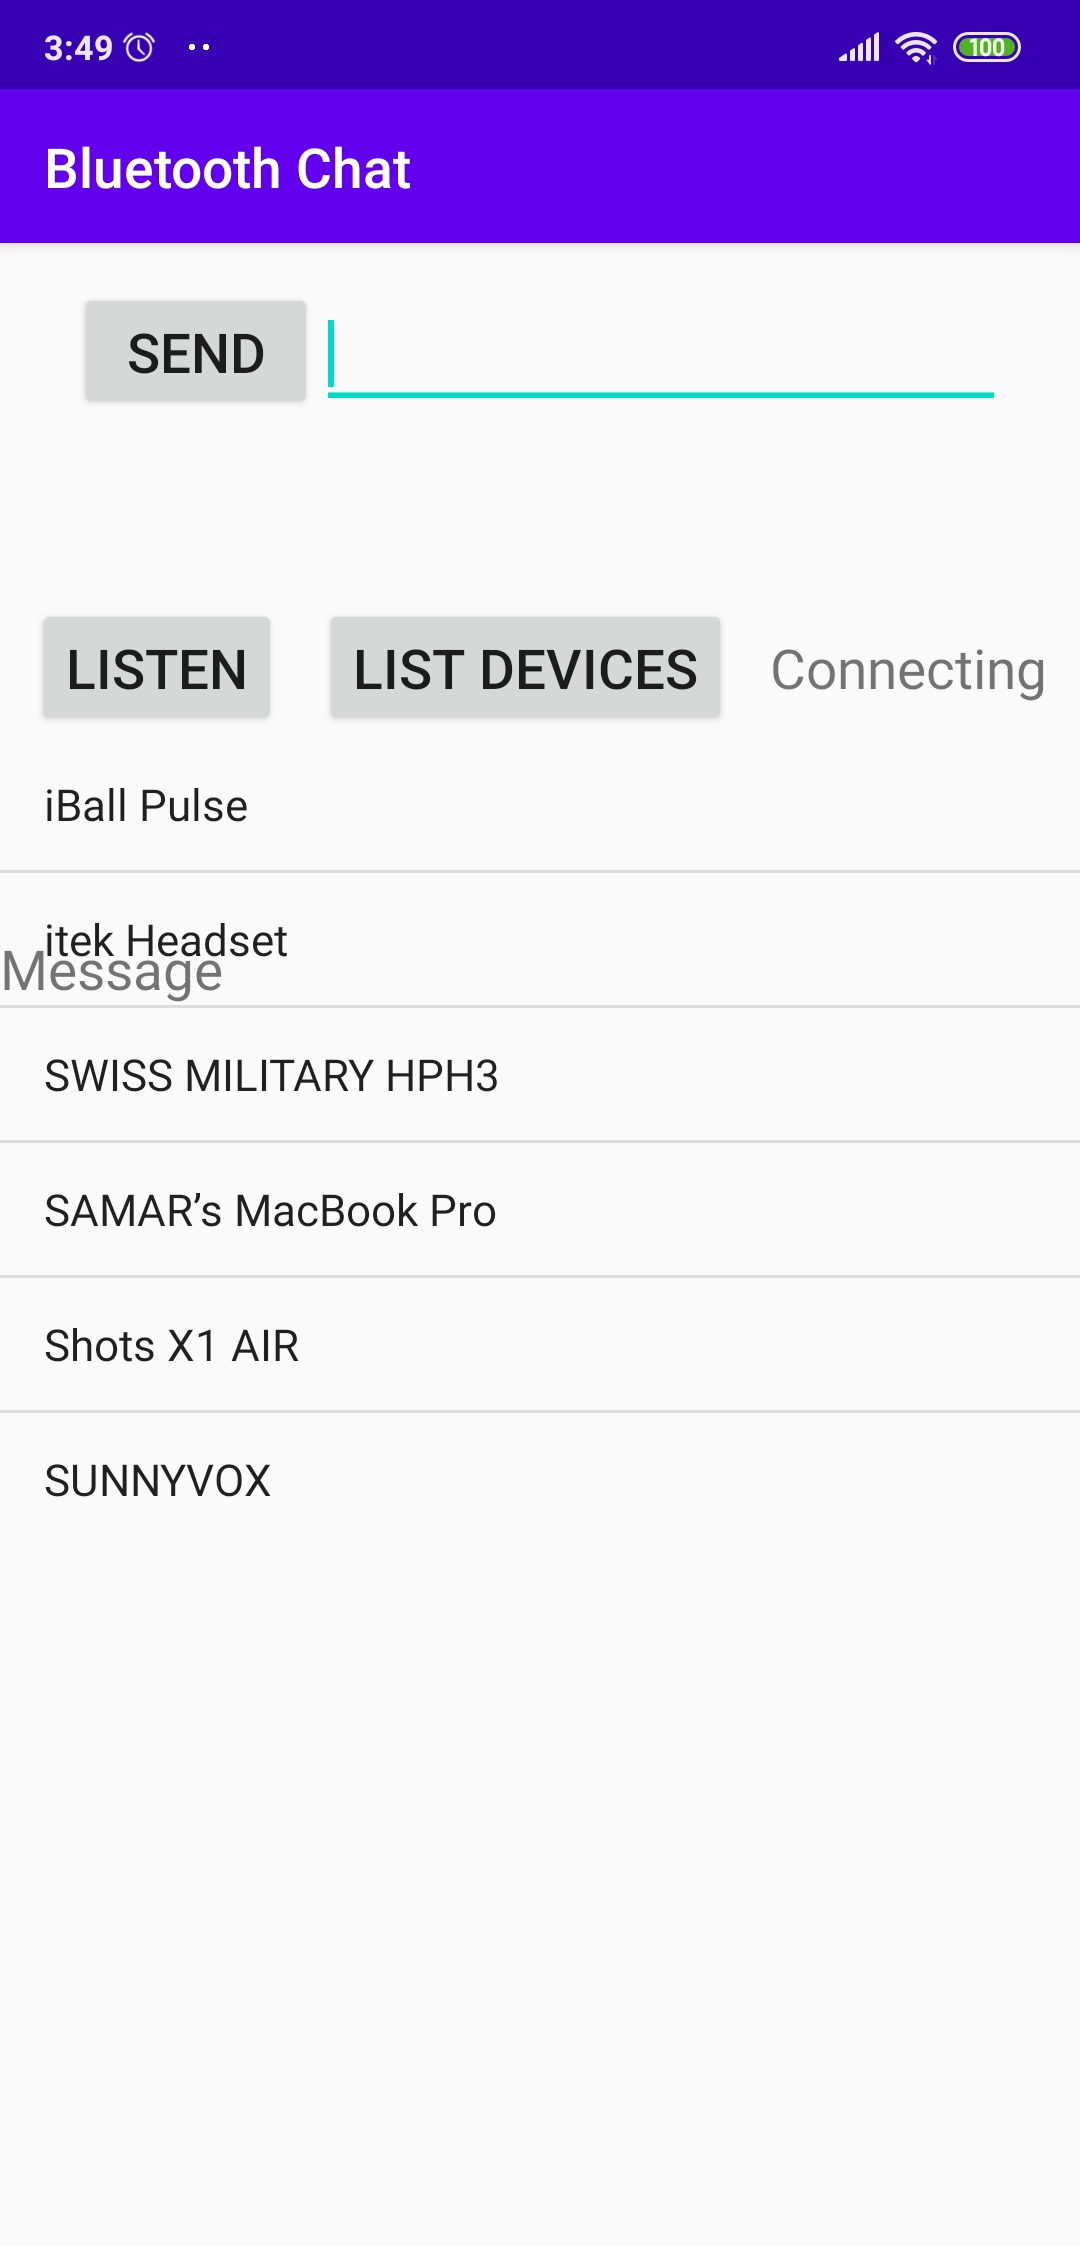 3:49 100
Bluetooth Chat
SEND
LISTEN LIST DEVICES Connecting
iBall Pulse
itek Headset
Message
SWISS MILITARY HPH3
SAMAR’s MacBook Pro
Shots X1 AIR
SUNNYVOX